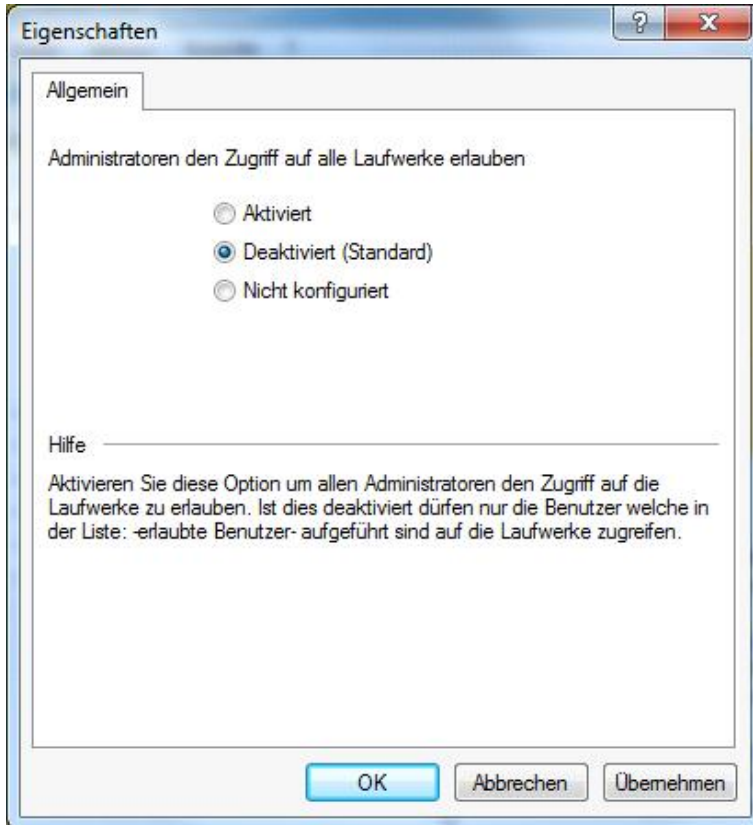 Eigenschaften
?
Allgemein
Administratoren den Zugriff auf alle Laufwerke erlauben
Aktiviert
Deaktiviert (Standard)
Nicht konfiguriert
Hilfe
Aktivieren Sie diese Option um allen Administratoren den Zugriff auf die
Laufwerke zu erlauben. Ist dies deaktiviert dürfen nur die Benutzer welche in
der Liste: -erlaubte Benutzer- aufgeführt sind auf die Laufwerke zugreifen.
OK Abbrechen Übernehmen